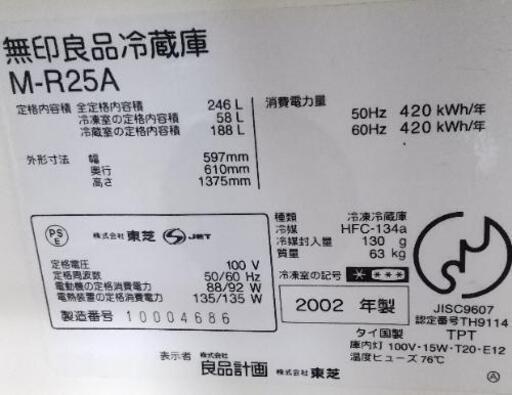 無印良品冷蔵庫
M-R25A
定格内容積 全定格内容積 246 L
冷凍室の定格内容積 58 L
冷蔵室の定格内容積 188 L
外形寸法 幅 597mm
奥行 610mm
高さ 1375mm
消費電力量
50Hz 420 kWh/年
60Hz 420 kWh/年
PS
E
株式会社 東芝 JET
定格電圧 100 V
定格周波数 50/60 Hz
電動機の定格消費電力 88/92 W
電熱装置の定格消費電力 135/135 W
製造番号 10004686
種類 冷凍冷蔵庫
冷媒 HFC-134a
冷媒封入量 130 g
質量 63 kg
冷凍室の記号 * ***
2002 年製
JISC9607
認定番号TH9114
タイ国製 TPT
庫内灯 100V・15W・T20・E12
温度ヒューズ 76℃
表示者 株式会社 良品計画 株式会社 東芝
A